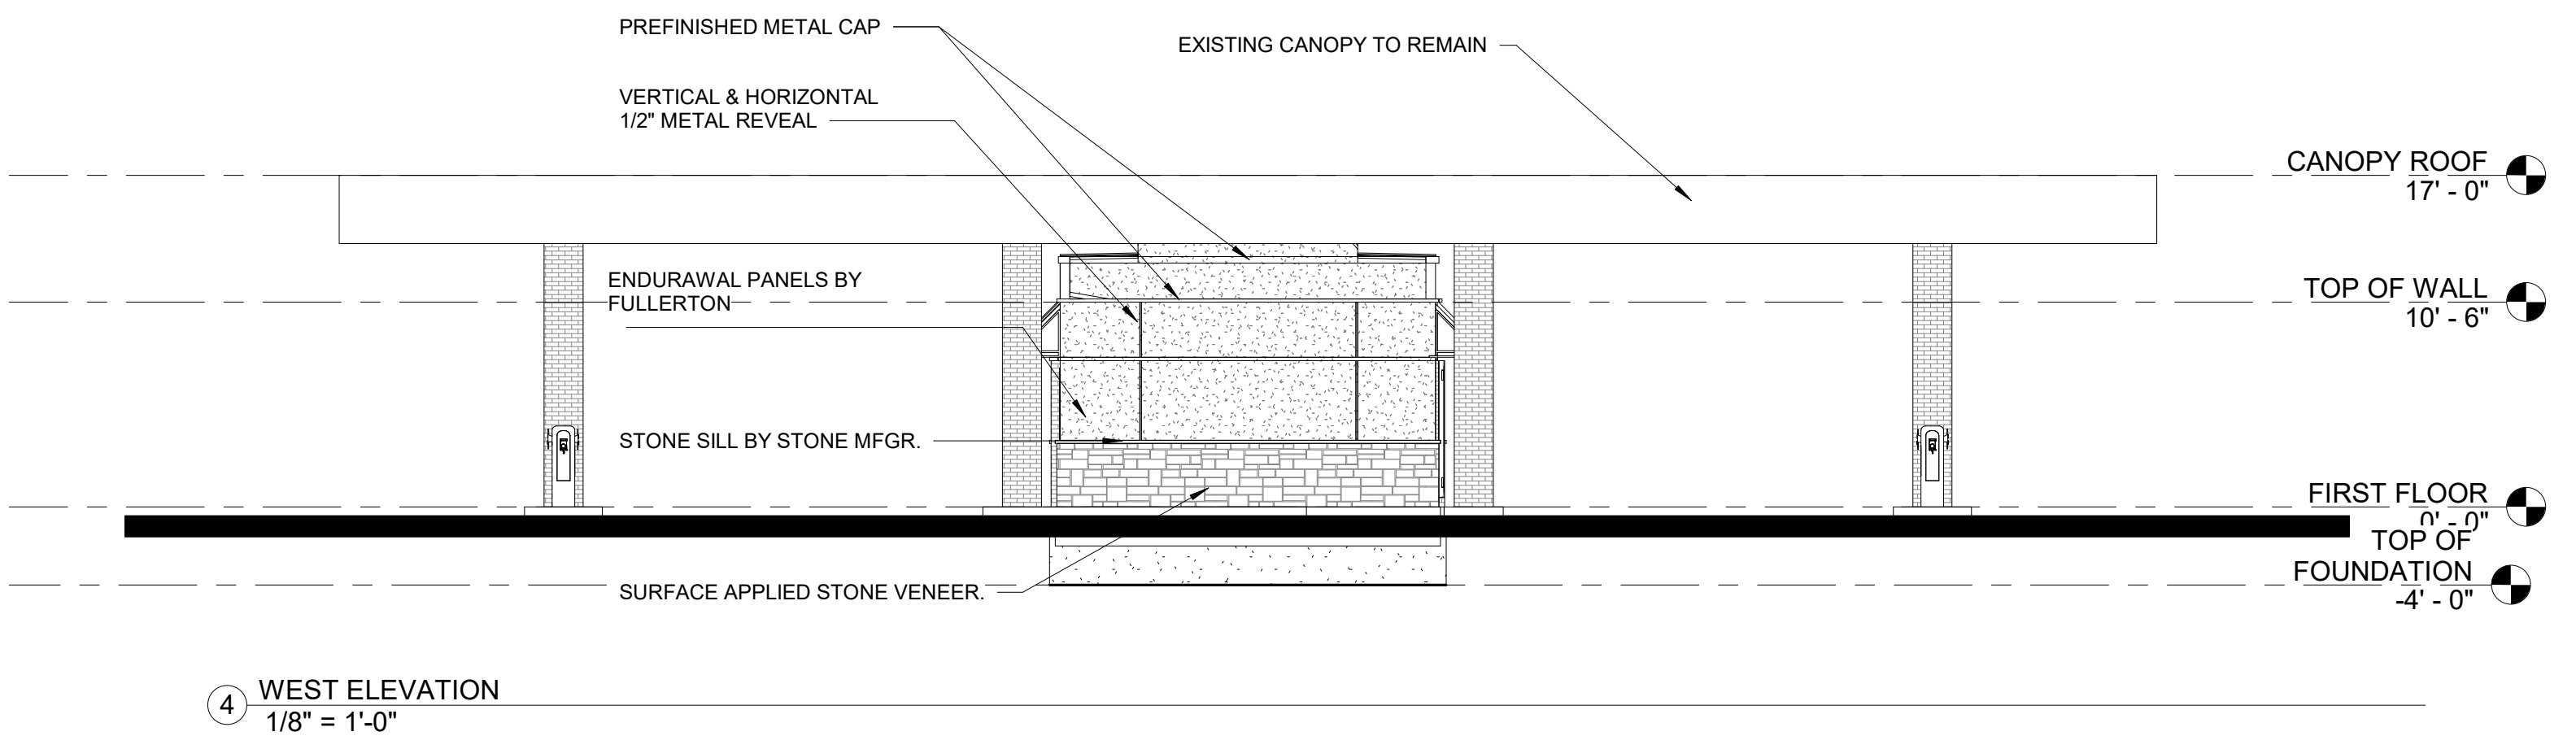 PREFINISHED METAL CAP
EXISTING CANOPY TO REMAIN
VERTICAL & HORIZONTAL
1/2" METAL REVEAL
CANOPY ROOF
17' - 0"
ENDURAWAL PANELS BY
FULLERTON
TOP OF WALL
10' - 6"
STONE SILL BY STONE MFGR.
FIRST FLOOR
0' - 0"
TOP OF
FOUNDATION
-4' - 0"
SURFACE APPLIED STONE VENEER.
4
WEST ELEVATION
1/8" = 1'-0"